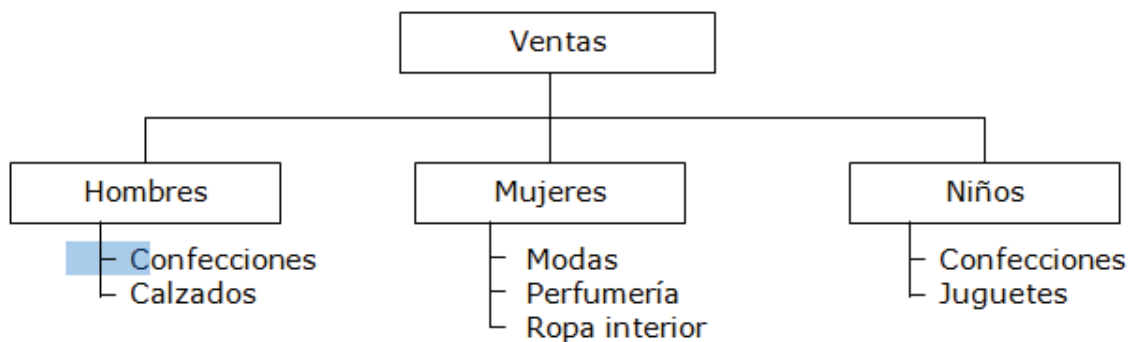 Ventas
Hombres
Mujeres
Niños
Confecciones
Calzados
Modas
Perfumería
Ropa interior
Confecciones
Juguetes